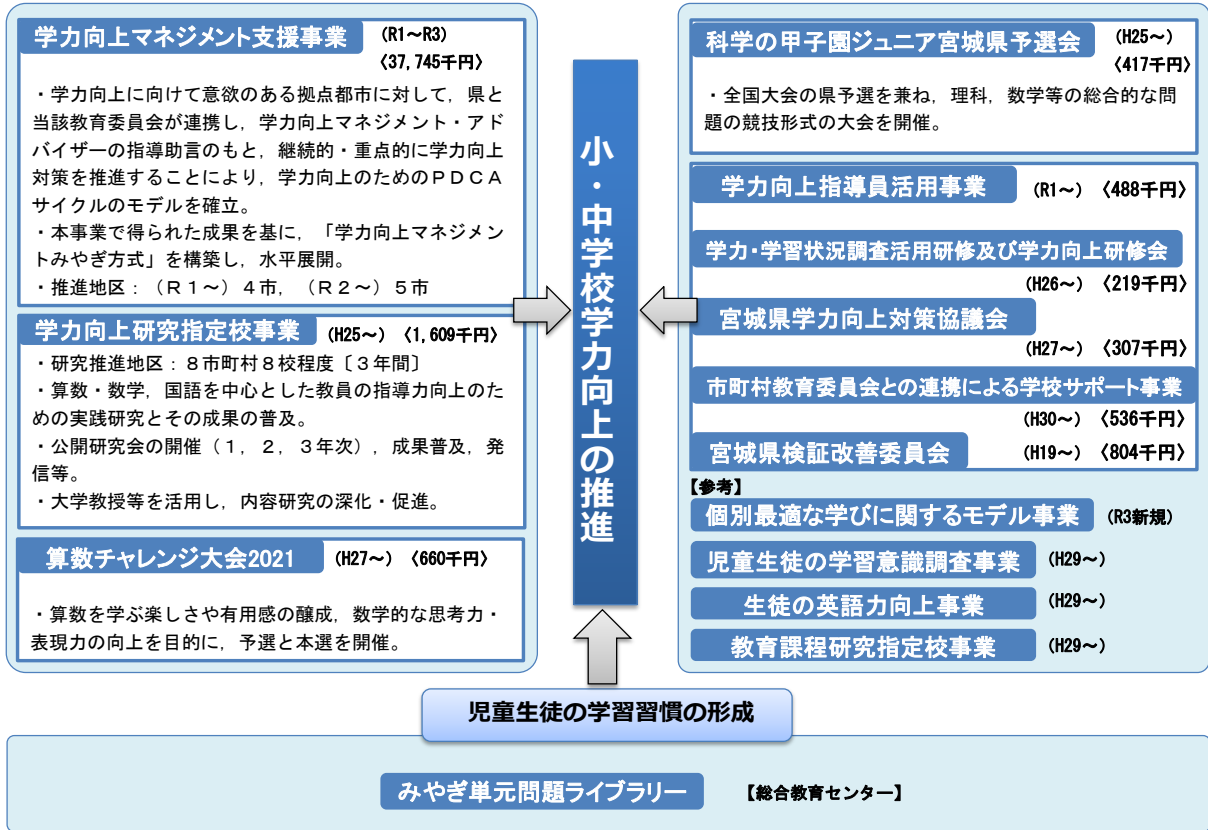 学力向上マネジメント支援事業 (R1～R3)
〈37,745千円〉
・学力向上に向けて意欲のある拠点都市に対して，県と
当該教育委員会が連携し，学力向上マネジメント・アド
バイザーの指導助言のもと，継続的・重点的に学力向上
対策を推進することにより，学力向上のためのＰＤＣＡ
サイクルのモデルを確立。
・本事業で得られた成果を基に，「学力向上マネジメン
トみやぎ方式」を構築し，水平展開。
・推進地区：（Ｒ１～）４市，（Ｒ２～）５市
学力向上研究指定校事業 (H25～) 〈1,609千円〉
・研究推進地区：８市町村８校程度〔３年間〕
・算数・数学，国語を中心とした教員の指導力向上のた
めの実践研究とその成果の普及。
・公開研究会の開催（１，２，３年次），成果普及，発
信等。
・大学教授等を活用し，内容研究の深化・促進。
算数チャレンジ大会2021 (H27～) 〈660千円〉
・算数を学ぶ楽しさや有用感の醸成，数学的な思考力・
表現力の向上を目的に，予選と本選を開催。
小・中学校学力向上の推進
科学の甲子園ジュニア宮城県予選会 (H25～)
〈417千円〉
・全国大会の県予選を兼ね，理科，数学等の総合的な問
題の競技形式の大会を開催。
学力向上指導員活用事業 (R1～) 〈488千円〉
学力・学習状況調査活用研修及び学力向上研修会
(H26～) 〈219千円〉
宮城県学力向上対策協議会
(H27～) 〈307千円〉
市町村教育委員会との連携による学校サポート事業
(H30～) 〈536千円〉
宮城県検証改善委員会 (H19～) 〈804千円〉
【参考】
個別最適な学びに関するモデル事業 (R3新規)
児童生徒の学習意識調査事業 (H29～)
生徒の英語力向上事業 (H29～)
教育課程研究指定校事業 (H29～)
児童生徒の学習習慣の形成
みやぎ単元問題ライブラリー 【総合教育センター】